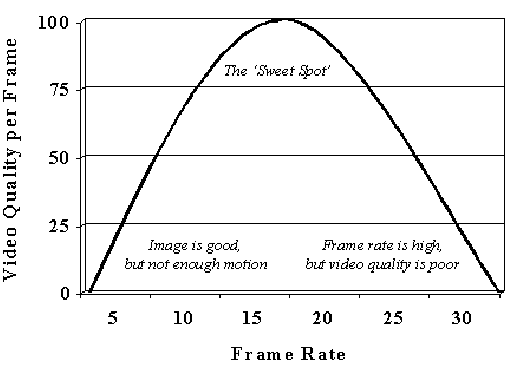 Video Quality per Frame
100
75
50
25
0
The 'Sweet Spot'
Image is good,
but not enough motion
Frame rate is high,
but video quality is poor
5 10 15 20 25 30
Frame Rate